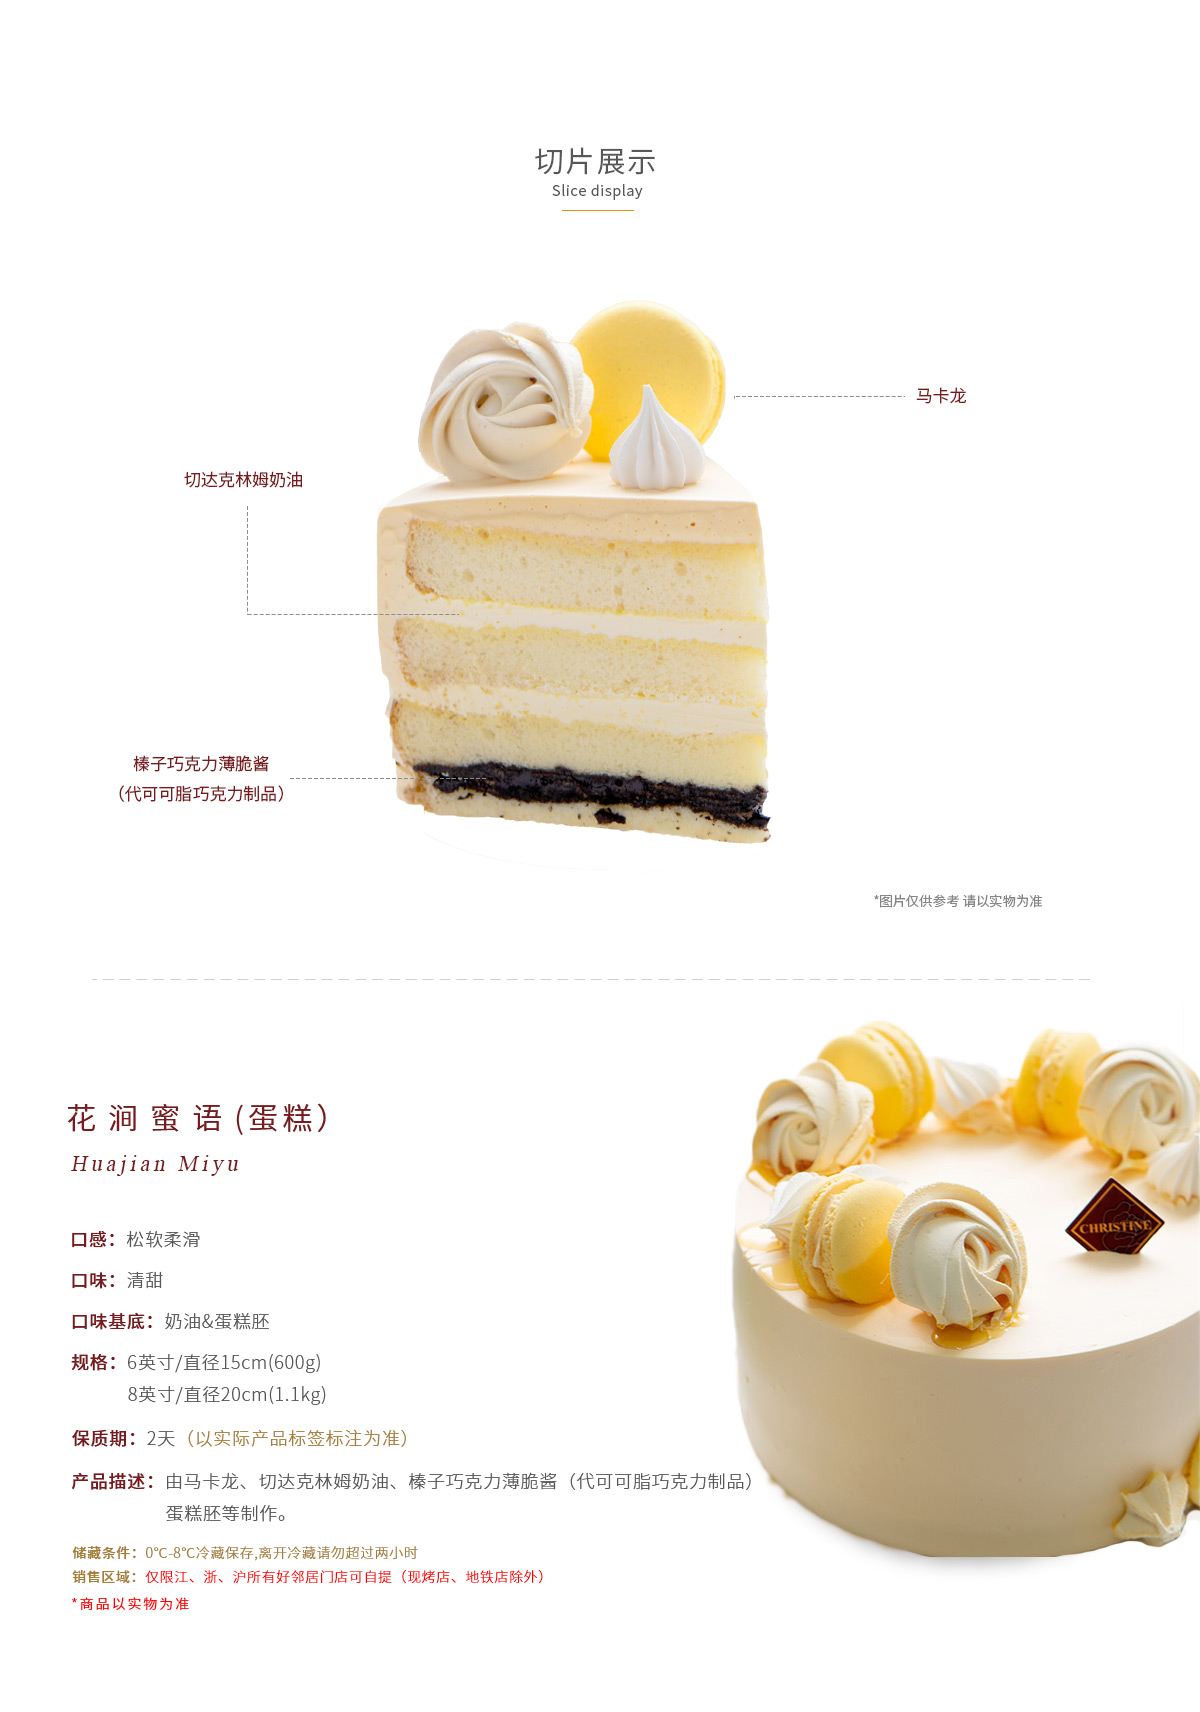 切片展示
Slice display
马卡龙
切达克林姆奶油
榛子巧克力薄脆酱
（代可可脂巧克力制品）
*图片仅供参考 请以实物为准
花涧蜜语(蛋糕）
Huajian Miyu
CHRISTINE
口感：松软柔滑
口味：清甜
口味基底：奶油&蛋糕胚
规格：6英寸/直径15cm(600g)
8英寸/直径20cm(1.1kg)
保质期：2天（以实际产品标签标注为准）
产品描述：由马卡龙、切达克林姆奶油、榛子巧克力薄脆酱（代可可脂巧克力制品）
蛋糕胚等制作。
储藏条件：0℃-8℃冷藏保存,离开冷藏请勿超过两小时
销售区域：仅限江、浙、沪所有好邻居门店可自提（现烤店、地铁店除外）
*商品以实物为准